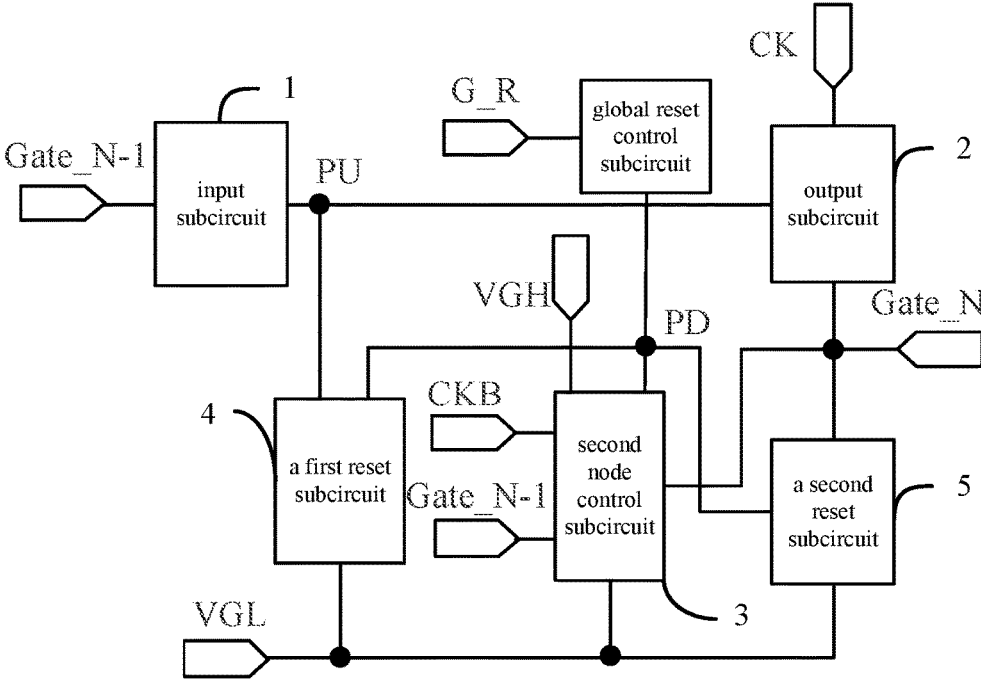 CK
1
G_R
global reset
control
subcircuit
2
Gate_N-1
PU
input
subcircuit
output
subcircuit
VGH
Gate_N
PD
CKB
4
second
node
control
subcircuit
a first reset
subcircuit
Gate_N-1
a second
reset
subcircuit
5
VGL
3